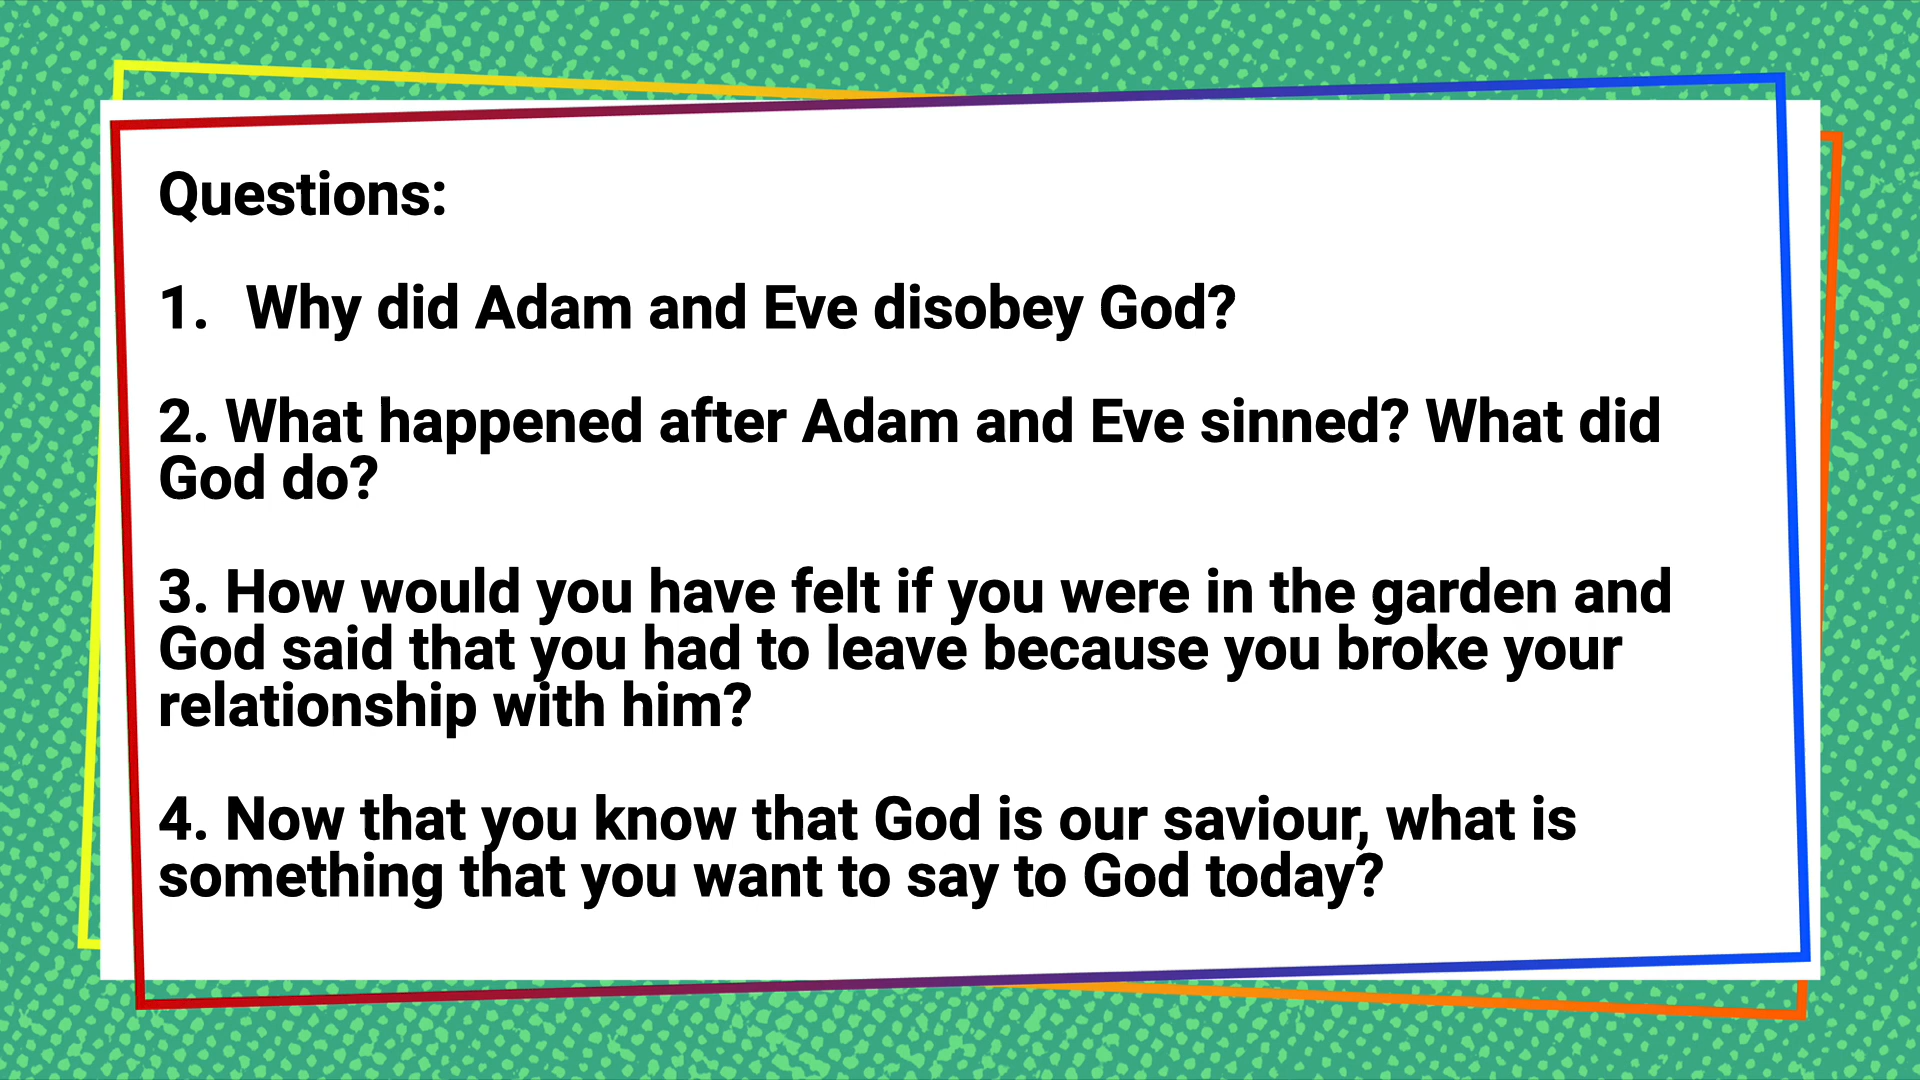 Questions:
1. Why did Adam and Eve disobey God?
2. What happened after Adam and Eve sinned? What did
God do?
3. How would you have felt if you were in the garden and
God said that you had to leave because you broke your
relationship with him?
4. Now that you know that God is our saviour, what is
something that you want to say to God today?